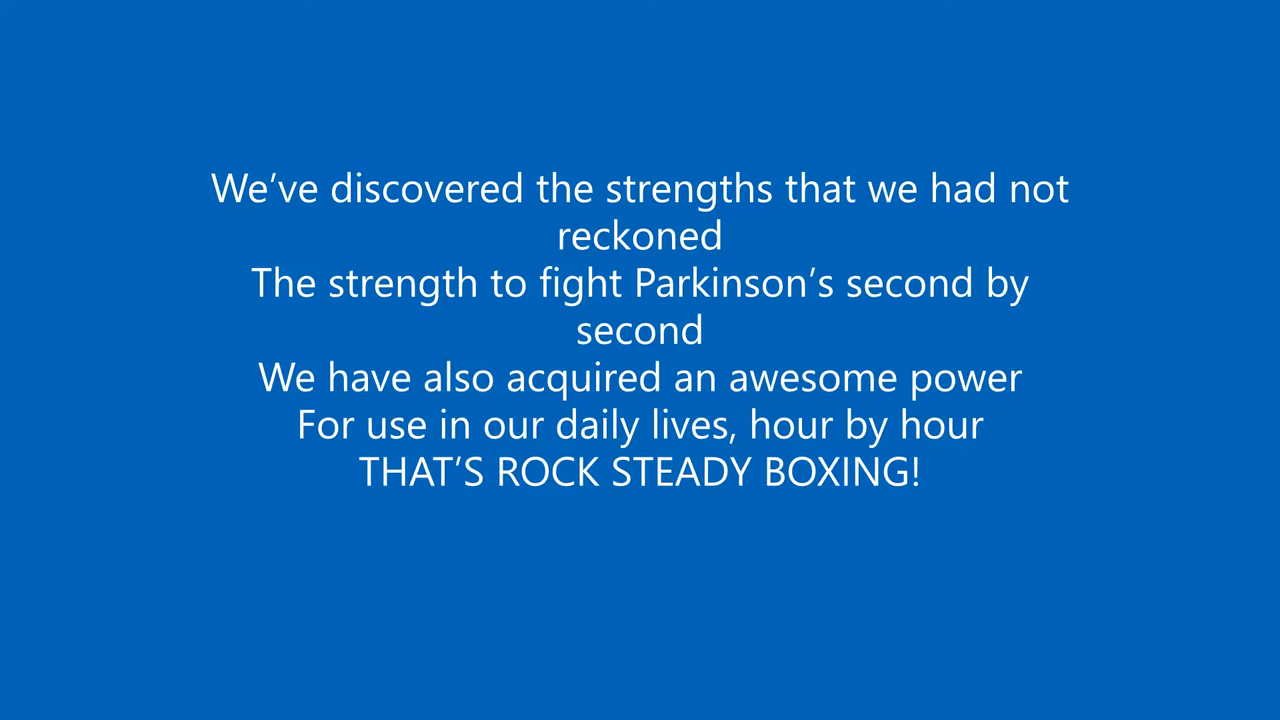 We’ve discovered the strengths that we had not
reckoned
The strength to fight Parkinson’s second by
second
We have also acquired an awesome power
For use in our daily lives, hour by hour
THAT’S ROCK STEADY BOXING!